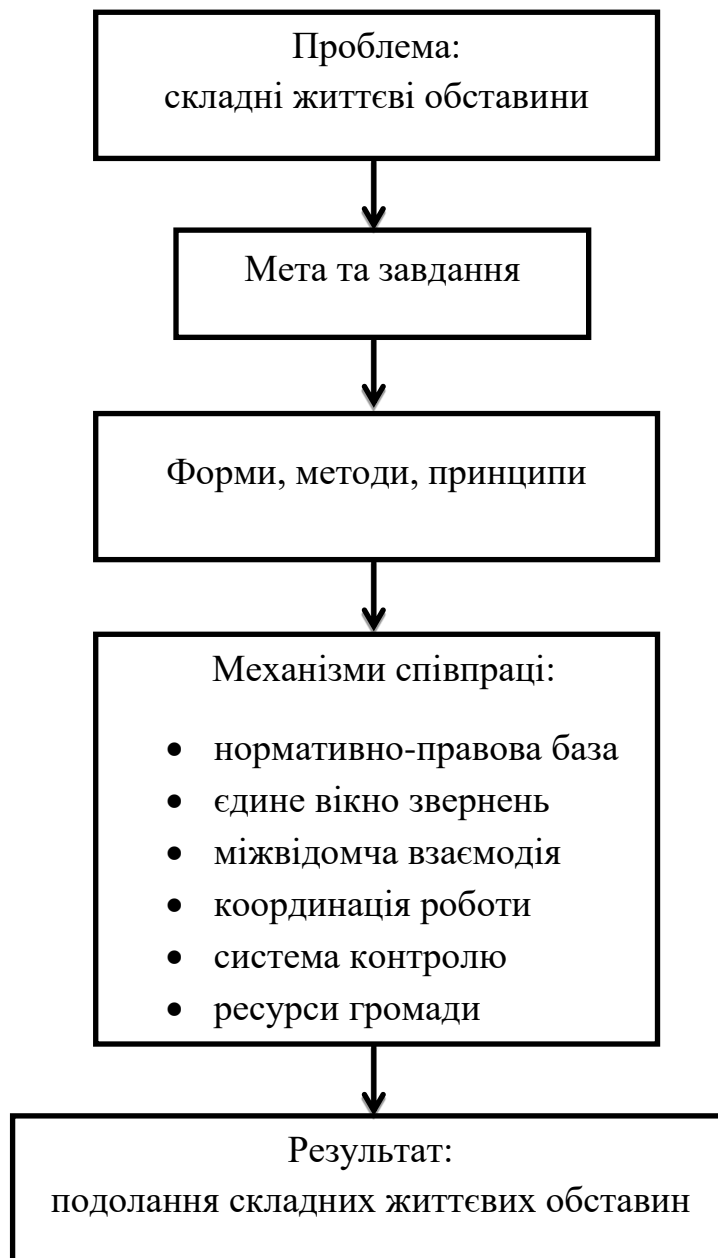 Проблема:
складні життєві обставини
Мета та завдання
Форми, методи, принципи
Механізми співпраці:
• нормативно-правова база
• єдине вікно звернень
• міжвідомча взаємодія
• координація роботи
• система контролю
• ресурси громади
Результат:
подолання складних життєвих обставин